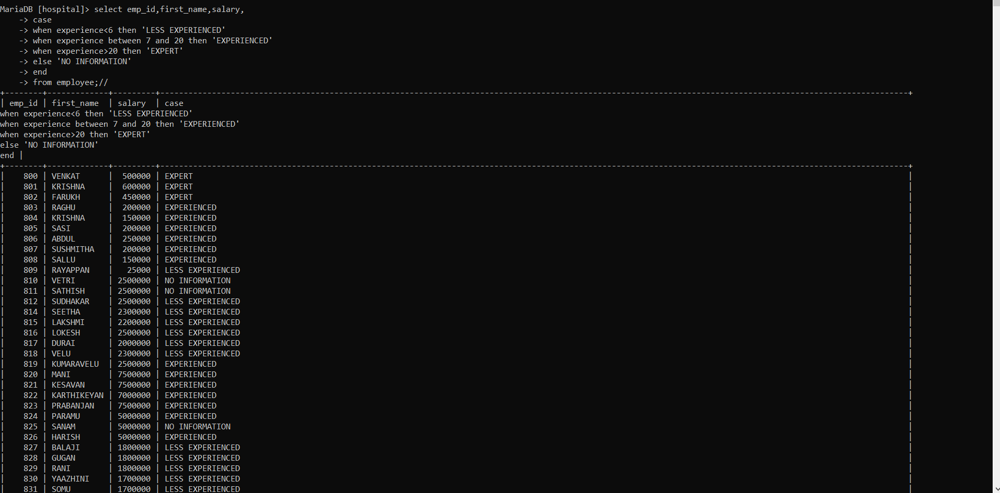 MariaDB [hospital]> select emp_id,first_name,salary,
    -> case
    -> when experience<6 then 'LESS EXPERIENCED'
    -> when experience between 7 and 20 then 'EXPERIENCED'
    -> when experience>20 then 'EXPERT'
    -> else 'NO INFORMATION'
    -> end
    -> from employee;//
+--------+-------------+---------+---------------------------------------------------------------------------------------------------------------------------------------------------------------+
| emp_id | first_name  | salary  | case
when experience<6 then 'LESS EXPERIENCED'
when experience between 7 and 20 then 'EXPERIENCED'
when experience>20 then 'EXPERT'
else 'NO INFORMATION'
end |
+--------+-------------+---------+---------------------------------------------------------------------------------------------------------------------------------------------------------------+
|    800 | VENKAT      |  500000 | EXPERT |
|    801 | KRISHNA     |  600000 | EXPERT |
|    802 | FARUKH      |  450000 | EXPERT |
|    803 | RAGHU       |  200000 | EXPERIENCED |
|    804 | KRISHNA     |  150000 | EXPERIENCED |
|    805 | SASI        |  200000 | EXPERIENCED |
|    806 | ABDUL       |  250000 | EXPERIENCED |
|    807 | SUSHMITHA   |  200000 | EXPERIENCED |
|    808 | SALLU       |  150000 | EXPERIENCED |
|    809 | RAYAPPAN    |   25000 | LESS EXPERIENCED |
|    810 | VETRI       | 2500000 | NO INFORMATION |
|    811 | SATHISH     | 2500000 | NO INFORMATION |
|    812 | SUDHAKAR    | 2500000 | LESS EXPERIENCED |
|    814 | SEETHA      | 2300000 | LESS EXPERIENCED |
|    815 | LAKSHMI     | 2200000 | LESS EXPERIENCED |
|    816 | LOKESH      | 2500000 | LESS EXPERIENCED |
|    817 | DURAI       | 2000000 | LESS EXPERIENCED |
|    818 | VELU        | 2300000 | LESS EXPERIENCED |
|    819 | KUMARAVELU  | 2500000 | EXPERIENCED |
|    820 | MANI        | 7500000 | EXPERIENCED |
|    821 | KESAVAN     | 7500000 | EXPERIENCED |
|    822 | KARTHIKEYAN | 7000000 | EXPERIENCED |
|    823 | PRABANJAN   | 7500000 | EXPERIENCED |
|    824 | PARAMU      | 5000000 | EXPERIENCED |
|    825 | SANAM       | 5000000 | NO INFORMATION |
|    826 | HARISH      | 5000000 | EXPERIENCED |
|    827 | BALAJI      | 1800000 | LESS EXPERIENCED |
|    828 | GUGAN       | 1800000 | LESS EXPERIENCED |
|    829 | RANI        | 1800000 | LESS EXPERIENCED |
|    830 | YAAZHINI    | 1700000 | LESS EXPERIENCED |
|    831 | SOMU        | 1700000 | LESS EXPERIENCED |